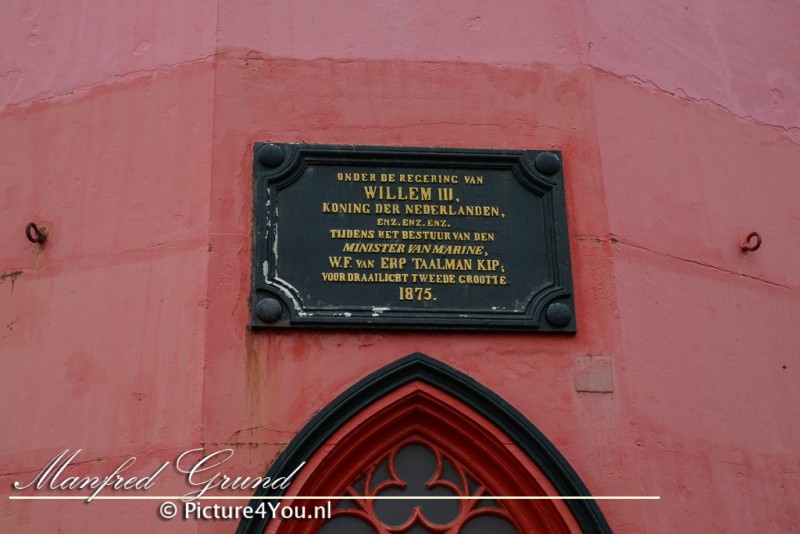 ONDER DE REGERING VAN
WILLEM III,
KONING DER NEDERLANDEN,
ENZ. ENZ. ENZ.
TIJDENS HET BESTUUR VAN DEN
MINISTER VAN MARINE,
W.F. VAN ERP TAALMAN KIP;
VOOR DRAAILICHT TWEEDE GROOTTE.
1875.
Manfred Grund
© Picture4You.nl